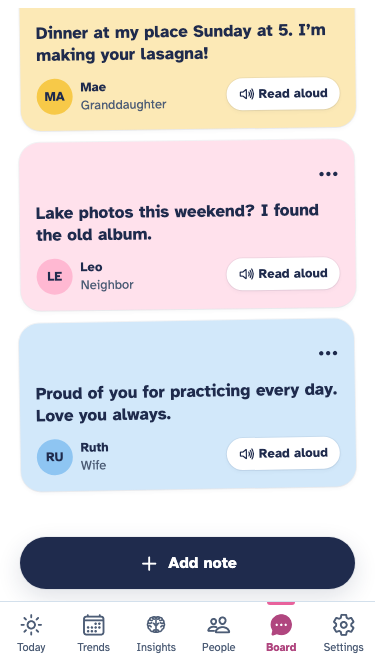 Dinner at my place Sunday at 5. I’m
making your lasagna!
MA
Mae
Granddaughter
Read aloud
Lake photos this weekend? I found
the old album.
LE
Leo
Neighbor
Read aloud
Proud of you for practicing every day.
Love you always.
RU
Ruth
Wife
Read aloud
+ Add note
Today
Trends
Insights
People
Board
Settings